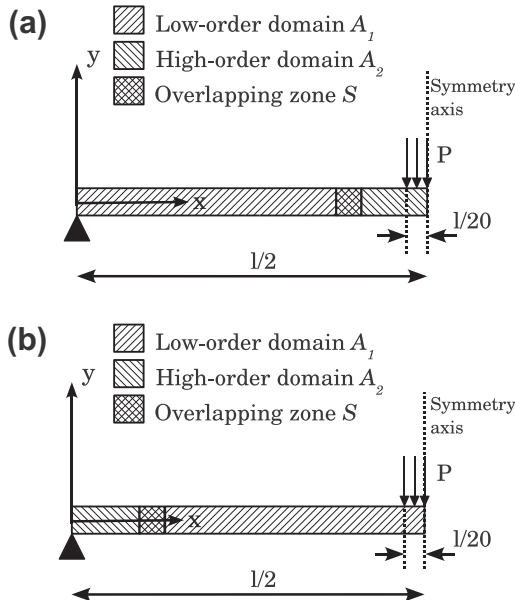 (a)
Low-order domain A1
High-order domain A2
Overlapping zone S
y
Symmetry
axis
P
x
l/20
l/2
(b)
Low-order domain A1
High-order domain A2
Overlapping zone S
y
Symmetry
axis
P
x
l/20
l/2